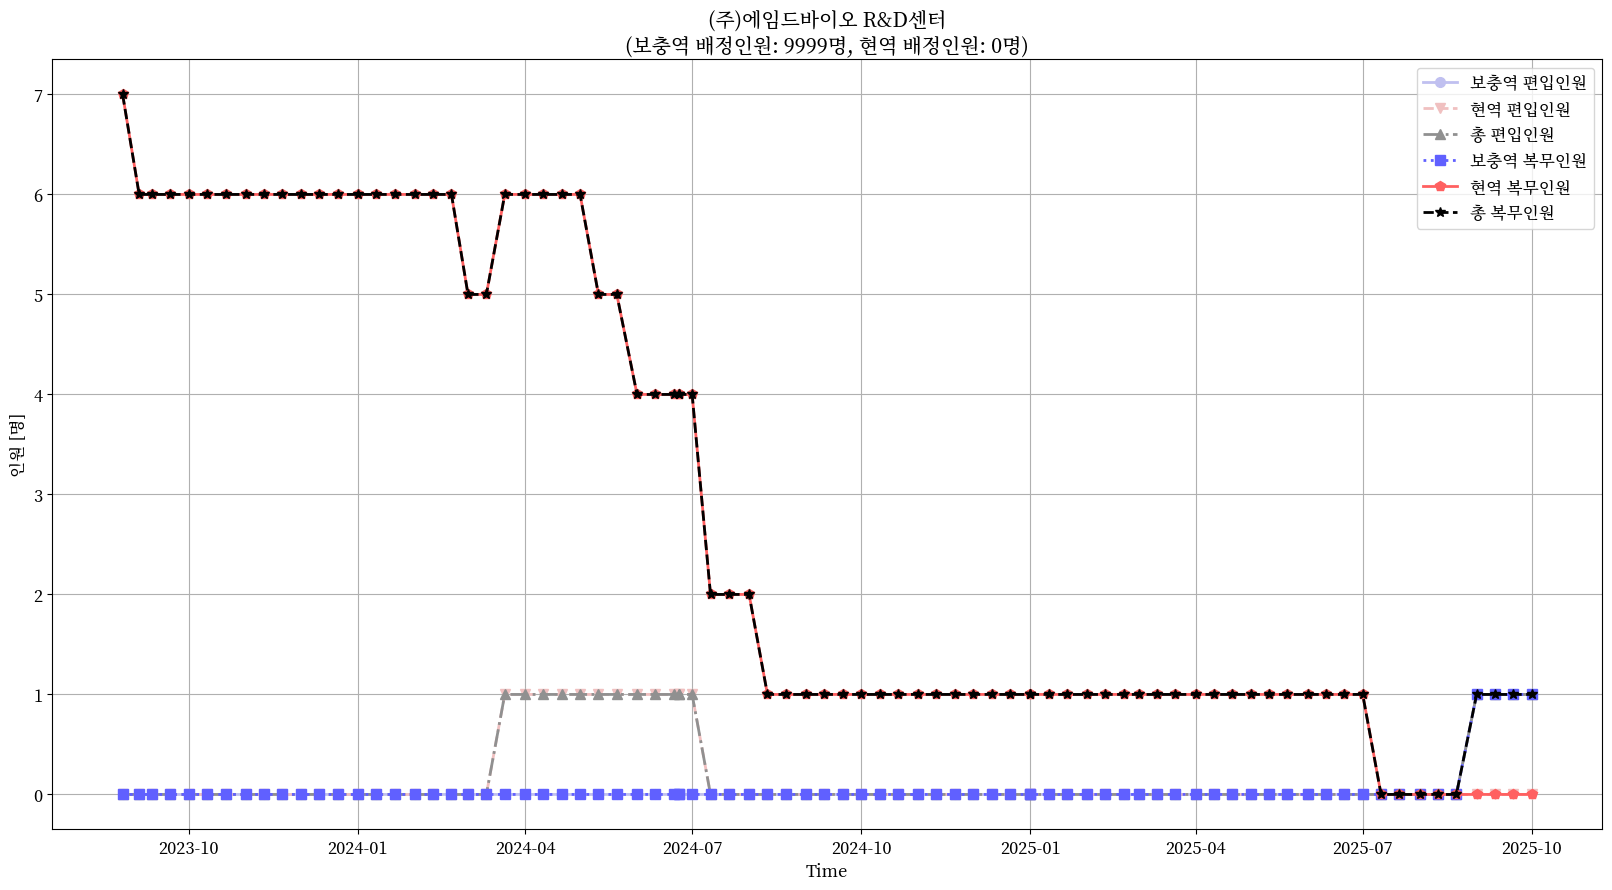 (주)에임드바이오 R&D센터
(보충역 배정인원: 9999명, 현역 배정인원: 0명)
보충역 편입인원
현역 편입인원
총 편입인원
보충역 복무인원
현역 복무인원
총 복무인원
인원 [명]
7
6
5
4
3
2
1
0
2023-10
2024-01
2024-04
2024-07
2024-10
2025-01
2025-04
2025-07
2025-10
Time